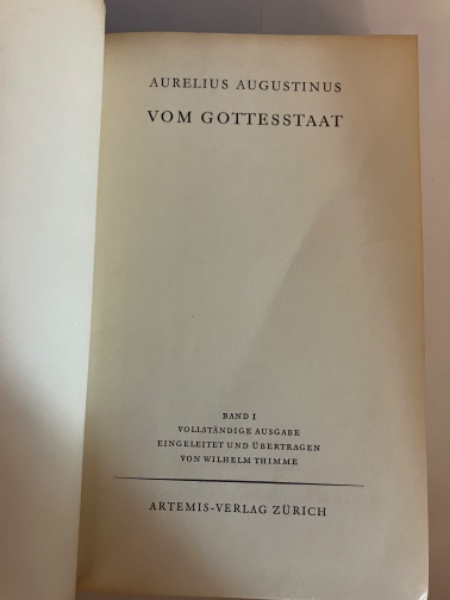 AURELIUS AUGUSTINUS
VOM GOTTESSTAAT
BAND I
VOLLSTÄNDIGE AUSGABE
EINGELEITET UND ÜBERTRAGEN
VON WILHELM THIMME
ARTEMIS-VERLAG ZÜRICH